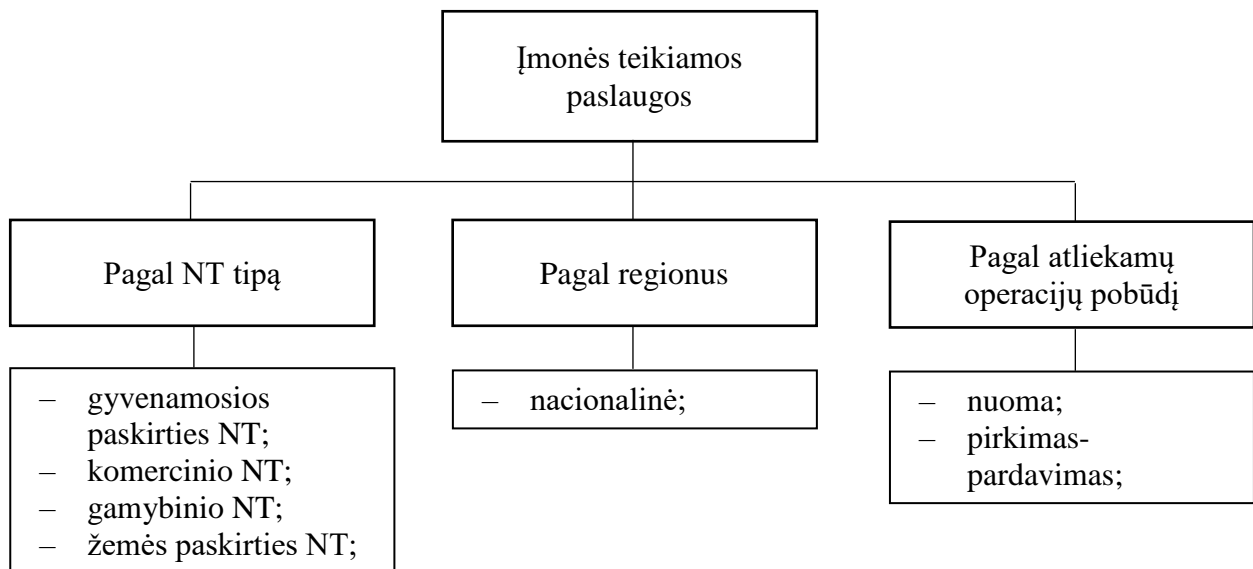 Įmonės teikiamos
paslaugos
Pagal NT tipą
Pagal regionus
Pagal atliekamų
operacijų pobūdį
– gyvenamosios
paskirties NT;
– komercinio NT;
– gamybinio NT;
– žemės paskirties NT;
– nacionalinė;
– nuoma;
– pirkimas-
pardavimas;